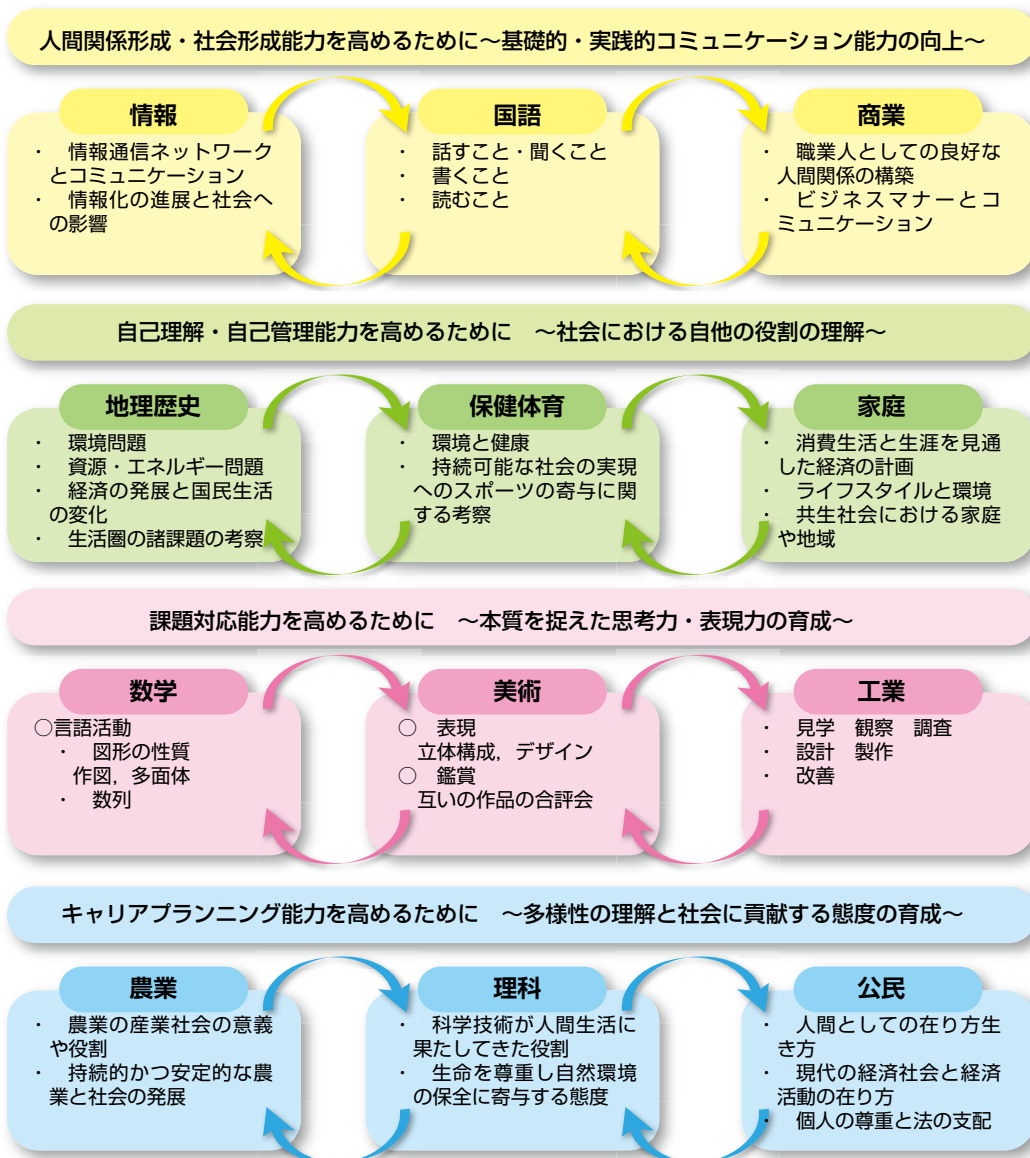 人間関係形成・社会形成能力を高めるために～基礎的・実践的コミュニケーション能力の向上～
情報
・ 情報通信ネットワーク
とコミュニケーション
・ 情報化の進展と社会へ
の影響
国語
・ 話すこと・聞くこと
・ 書くこと
・ 読むこと
商業
・ 職業人としての良好な
人間関係の構築
・ ビジネスマナーとコ
ミュニケーション
自己理解・自己管理能力を高めるために ～社会における自他の役割の理解～
地理歴史
・ 環境問題
・ 資源・エネルギー問題
・ 経済の発展と国民生活
の変化
・ 生活圏の諸課題の考察
保健体育
・ 環境と健康
・ 持続可能な社会の実現
へのスポーツの寄与に関
する考察
家庭
・ 消費生活と生涯を見通
した経済の計画
・ ライフスタイルと環境
・ 共生社会における家庭
や地域
課題対応能力を高めるために ～本質を捉えた思考力・表現力の育成～
数学
○言語活動
・ 図形の性質
作図，多面体
・ 数列
美術
○ 表現
立体構成，デザイン
○ 鑑賞
互いの作品の合評会
工業
・ 見学 観察 調査
・ 設計 製作
・ 改善
キャリアプランニング能力を高めるために ～多様性の理解と社会に貢献する態度の育成～
農業
・ 農業の産業社会の意義
や役割
・ 持続的かつ安定的な農
業と社会の発展
理科
・ 科学技術が人間生活に
果たしてきた役割
・ 生命を尊重し自然環境
の保全に寄与する態度
公民
・ 人間としての在り方生
き方
・ 現代の経済社会と経済
活動の在り方
・ 個人の尊重と法の支配